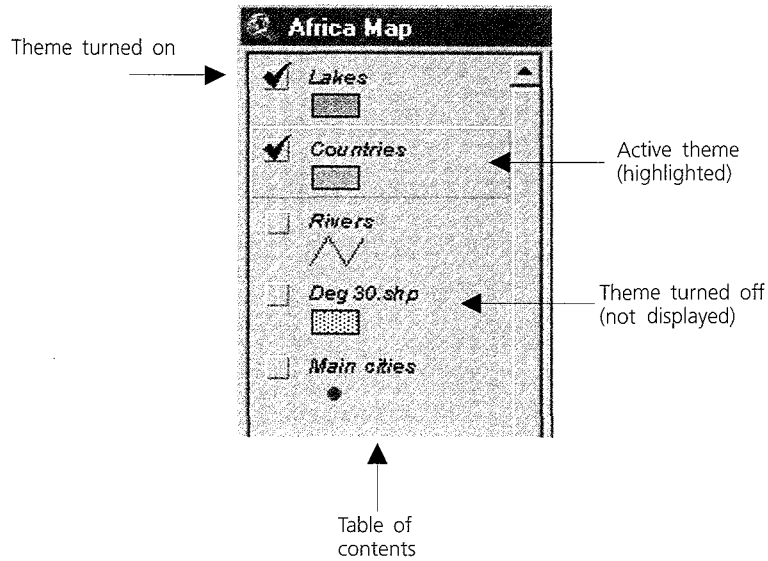 Africa Map
Theme turned on
Lakes
Countries
Active theme
(highlighted)
Rivers
Deg 30.shp
Theme turned off
(not displayed)
Main cities
Table of
contents